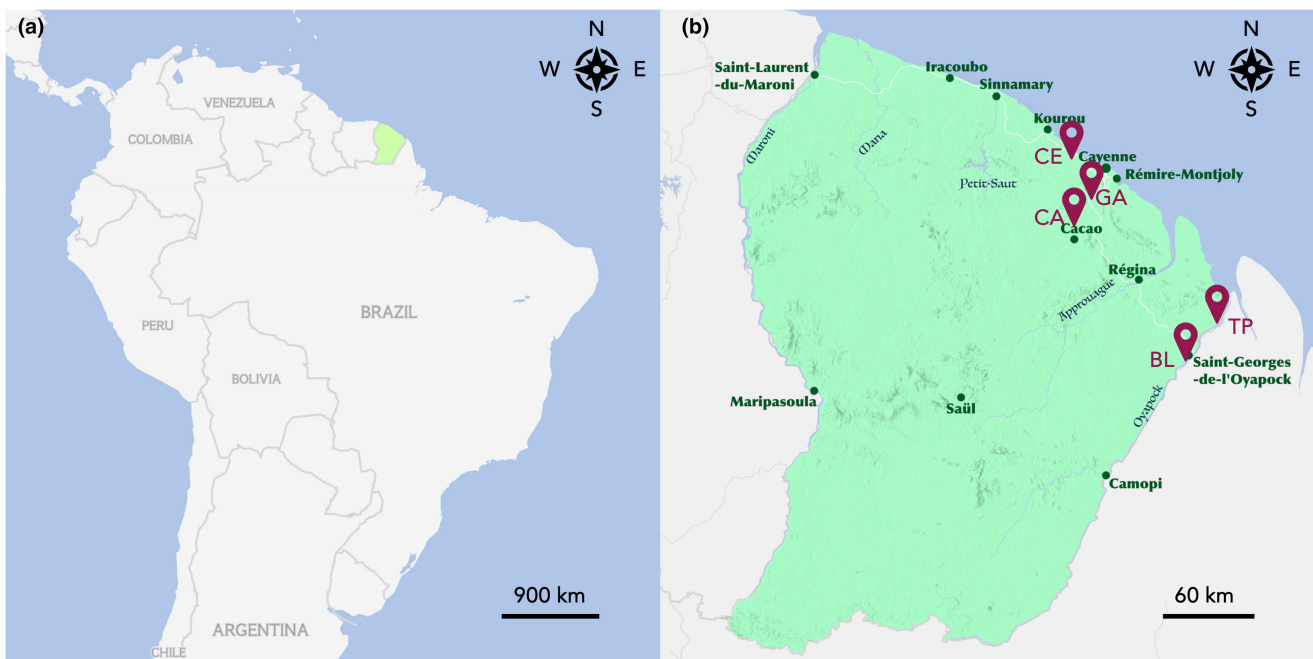 (a)
N
W
E
S
VENEZUELA
COLOMBIA
PERU
BRAZIL
BOLIVIA
ARGENTINA
CHILE
900 km
(b)
N
W
E
S
Saint-Laurent
-du-Maroni
Iracoubo
Sinnamary
Kourou
Maroni
Mana
CE
Cayenne
Petit-Saut
Rémire-Montjoly
GA
CA
Cacao
Régina
Approuague
TP
BL
Saint-Georges
-de-l'Oyapock
Maripasoula
Saül
Oyapock
Camopi
60 km